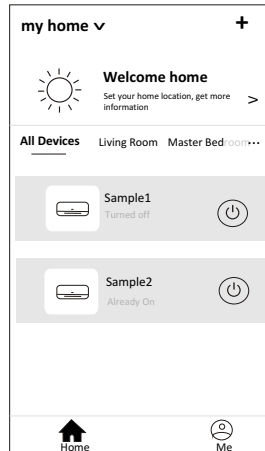 my home
+
Welcome home
Set your home location, get more
information
>
All Devices Living Room Master Bedroom...
Sample1
Turned off
Sample2
Already On
Home Me